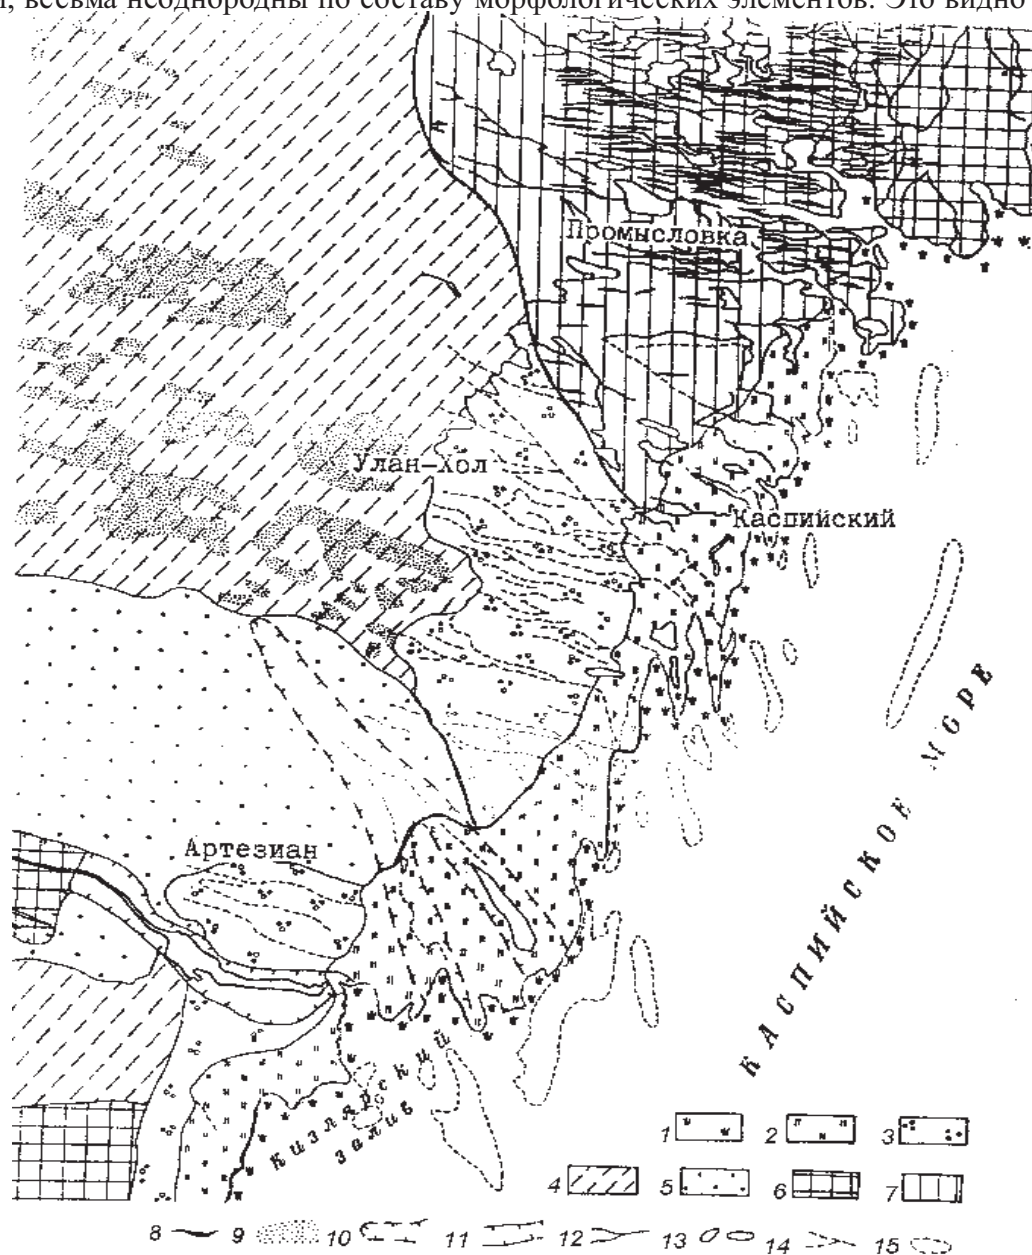 весьма неоднородны по составу морфологических элементов. Это видно
Промысловка
Улан-Хол
Каспийский
Артезиан
КАСПИЙСКОЕ МОРЕ
Кизлярский
залив
1 2 3
4 5 6 7
8 9 10 11 12 13 14 15